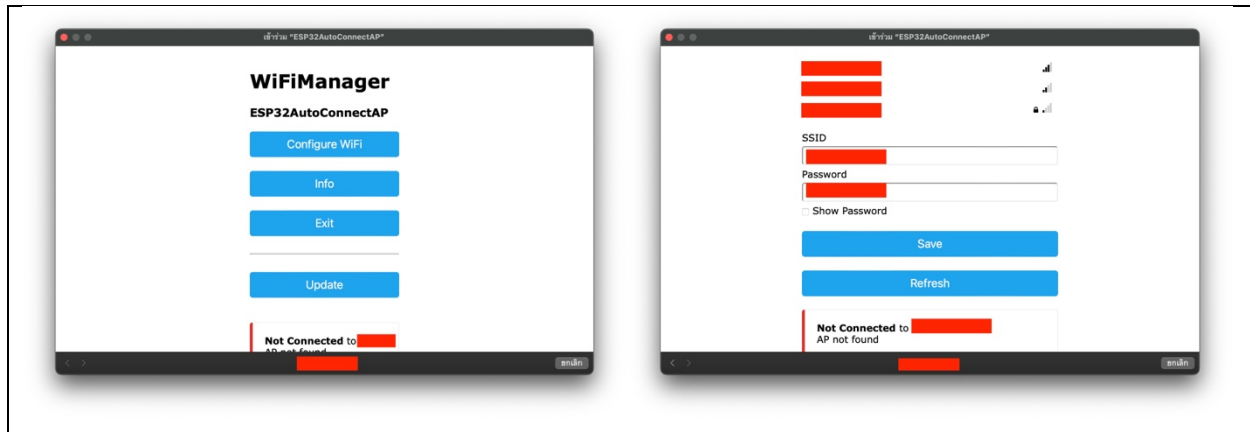 เข้าร่วม "ESP32AutoConnectAP"
WiFiManager
ESP32AutoConnectAP
Configure WiFi
Info
Exit
Update
Not Connected to
AP not found
ยกเลิก
เข้าร่วม "ESP32AutoConnectAP"
SSID
Password
Show Password
Save
Refresh
Not Connected to
AP not found
ยกเลิก